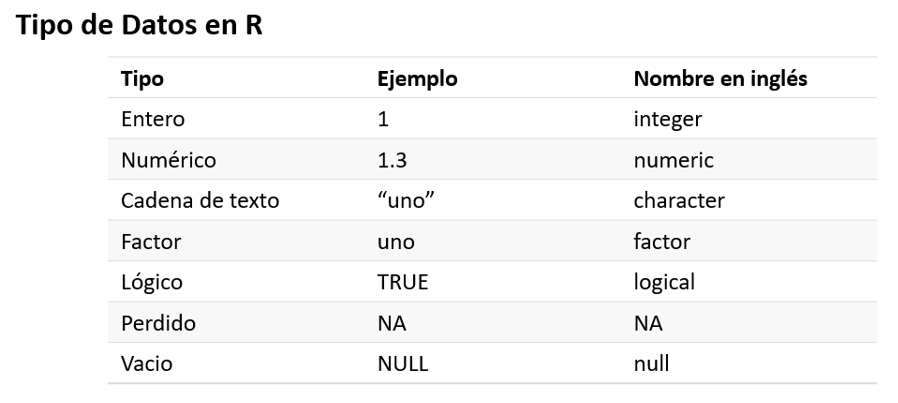 Tipo de Datos en R
Tipo Ejemplo Nombre en inglés
Entero 1 integer
Numérico 1.3 numeric
Cadena de texto “uno” character
Factor uno factor
Lógico TRUE logical
Perdido NA NA
Vacio NULL null